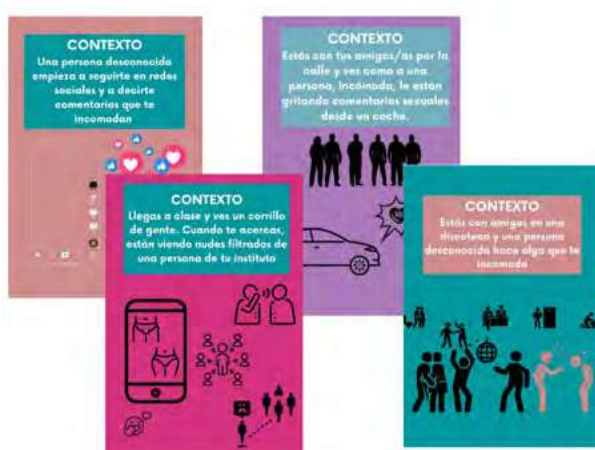 CONTEXTO
Una persona desconocida
empieza a seguirte en redes
sociales y a decirte
comentarios que te
incomodan
CONTEXTO
Estás con tus amigos/as por la
calle y ves como a una
persona, incómoda, le están
gritando comentarios sexuales
desde un coche.
CONTEXTO
Llegas a clase y ves un corrillo
de gente. Cuando te acercas,
están viendo nudes filtrados de
una persona de tu instituto
CONTEXTO
Estás con amigos en una
discoteca y una persona
desconocida hace algo que te
incomoda